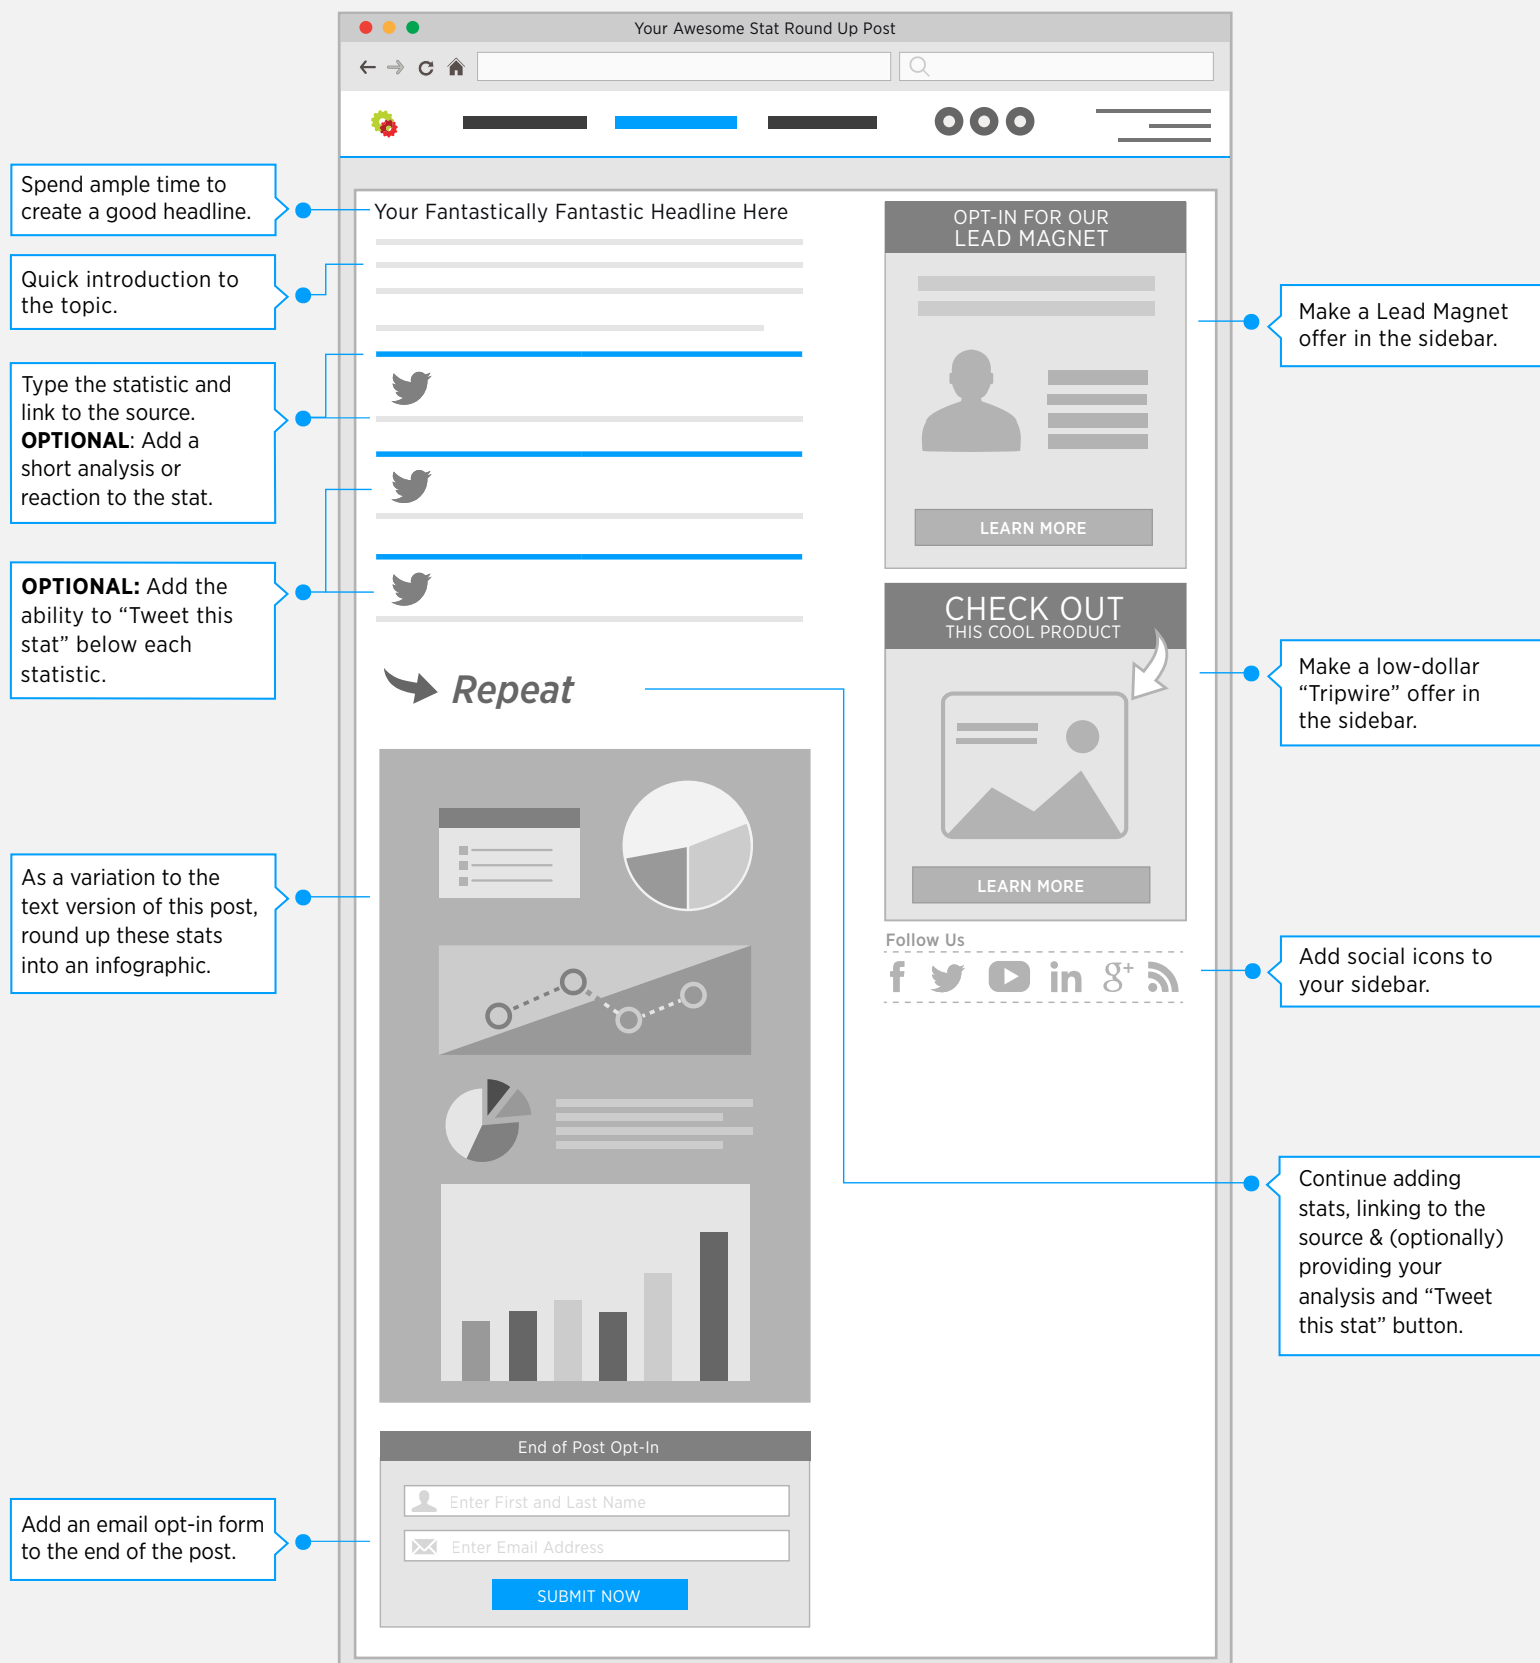 Your Awesome Stat Round Up Post
Spend ample time to
create a good headline.
Quick introduction to
the topic.
Type the statistic and
link to the source.
OPTIONAL: Add a
short analysis or
reaction to the stat.
OPTIONAL: Add the
ability to “Tweet this
stat” below each
statistic.
As a variation to the
text version of this post,
round up these stats
into an infographic.
Add an email opt-in form
to the end of the post.
Your Fantastically Fantastic Headline Here
Repeat
End of Post Opt-In
Enter First and Last Name
Enter Email Address
SUBMIT NOW
OPT-IN FOR OUR
LEAD MAGNET
LEARN MORE
CHECK OUT
THIS COOL PRODUCT
LEARN MORE
Follow Us
f in g+
Make a Lead Magnet
offer in the sidebar.
Make a low-dollar
“Tripwire” offer in
the sidebar.
Add social icons to
your sidebar.
Continue adding
stats, linking to the
source & (optionally)
providing your
analysis and “Tweet
this stat” button.